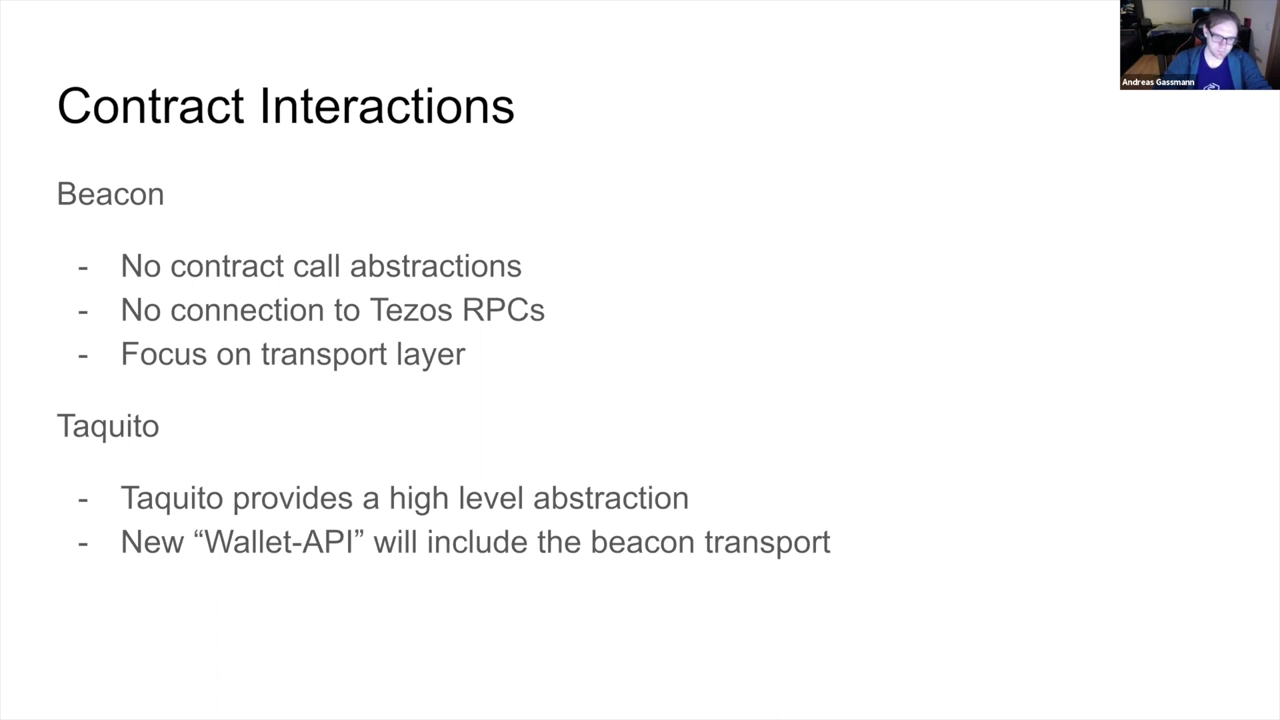 Andreas Gassmann
Contract Interactions
Beacon
- No contract call abstractions
- No connection to Tezos RPCs
- Focus on transport layer
Taquito
- Taquito provides a high level abstraction
- New “Wallet-API” will include the beacon transport